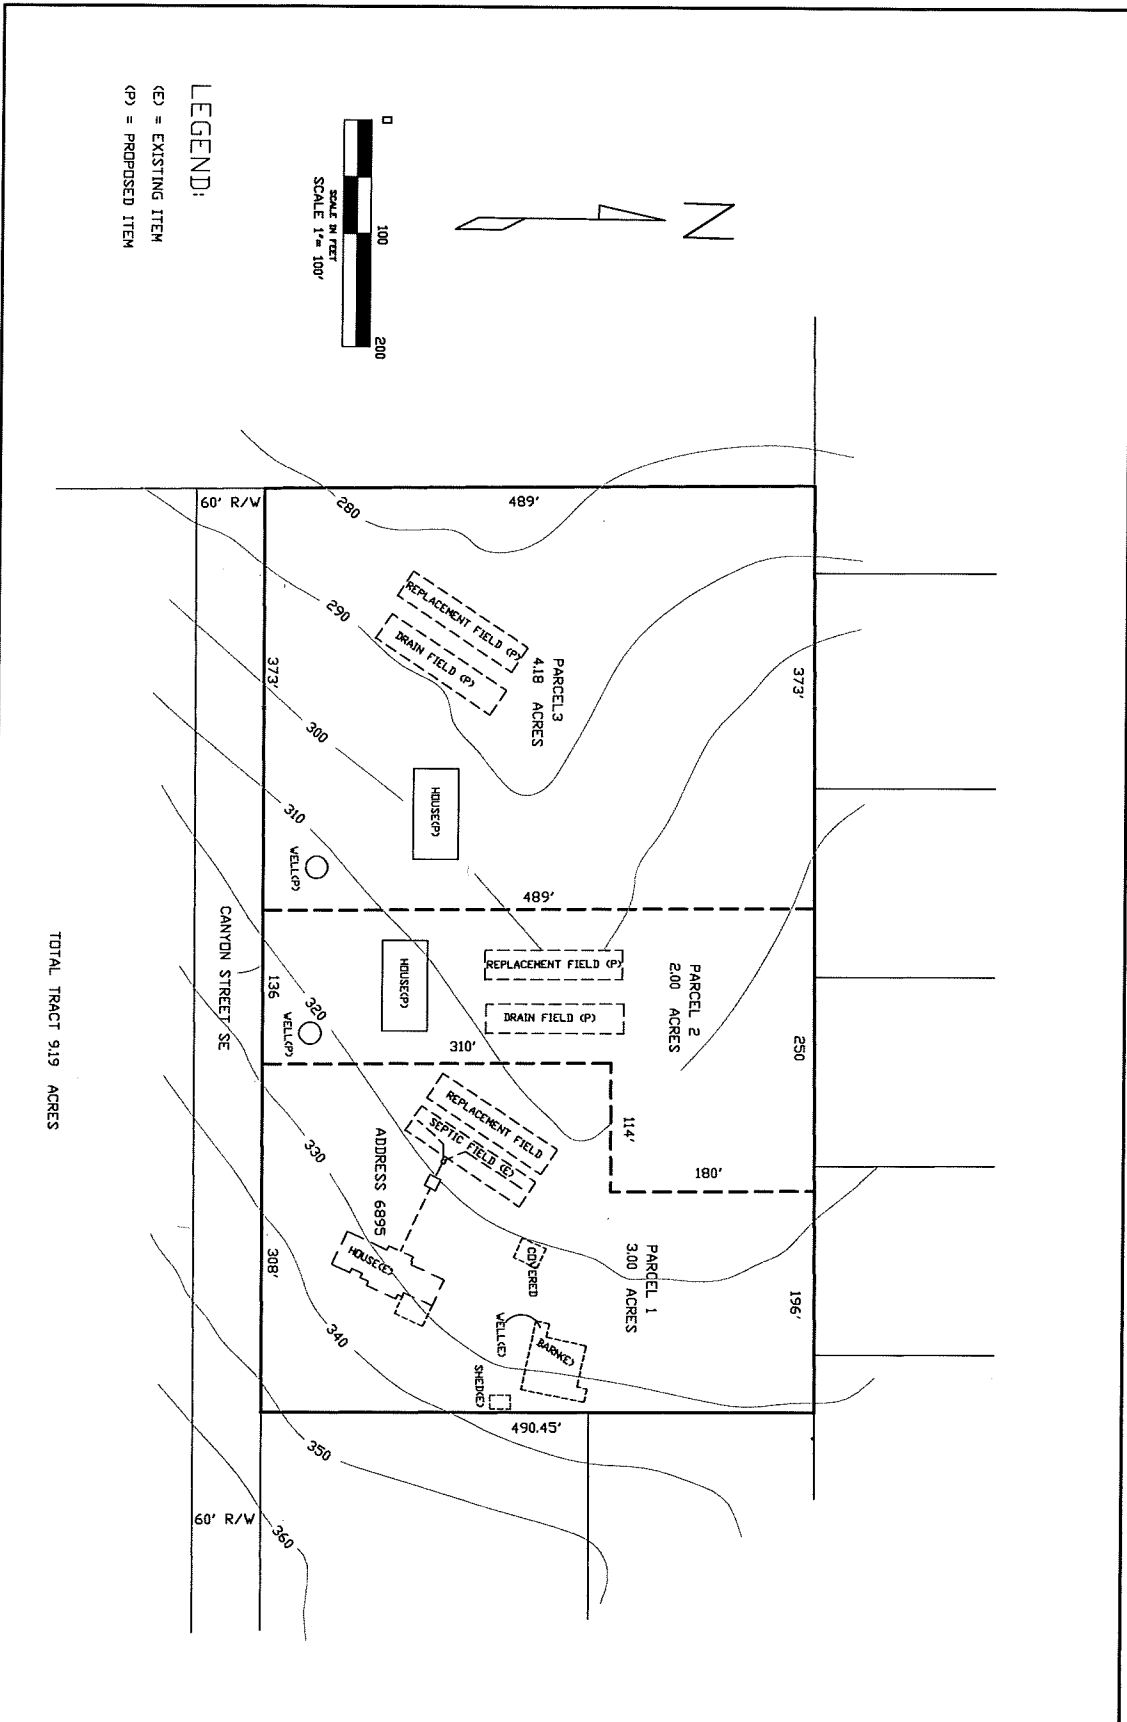 LEGEND:
(E) = EXISTING ITEM
(P) = PROPOSED ITEM
0
100
200
SCALE IN FEET
SCALE 1"= 100'
N
60' R/W
489'
280
290
300
310
320
330
340
350
360
373'
373'
REPLACEMENT FIELD (P)
DRAIN FIELD (P)
PARCEL3
4.18 ACRES
HOUSE(P)
WELL(P)
489'
CANYON STREET SE
136
HOUSE(P)
WELL(P)
REPLACEMENT FIELD (P)
DRAIN FIELD (P)
PARCEL 2
2.00 ACRES
250
310'
114'
180'
REPLACEMENT FIELD
SEPTIC FIELD (E)
ADDRESS 6895
HOUSE(E)
COVERED
PARCEL 1
3.00 ACRES
196'
WELL(E)
BARN(E)
SHED(E)
308'
490.45'
60' R/W
TOTAL TRACT 9.19 ACRES